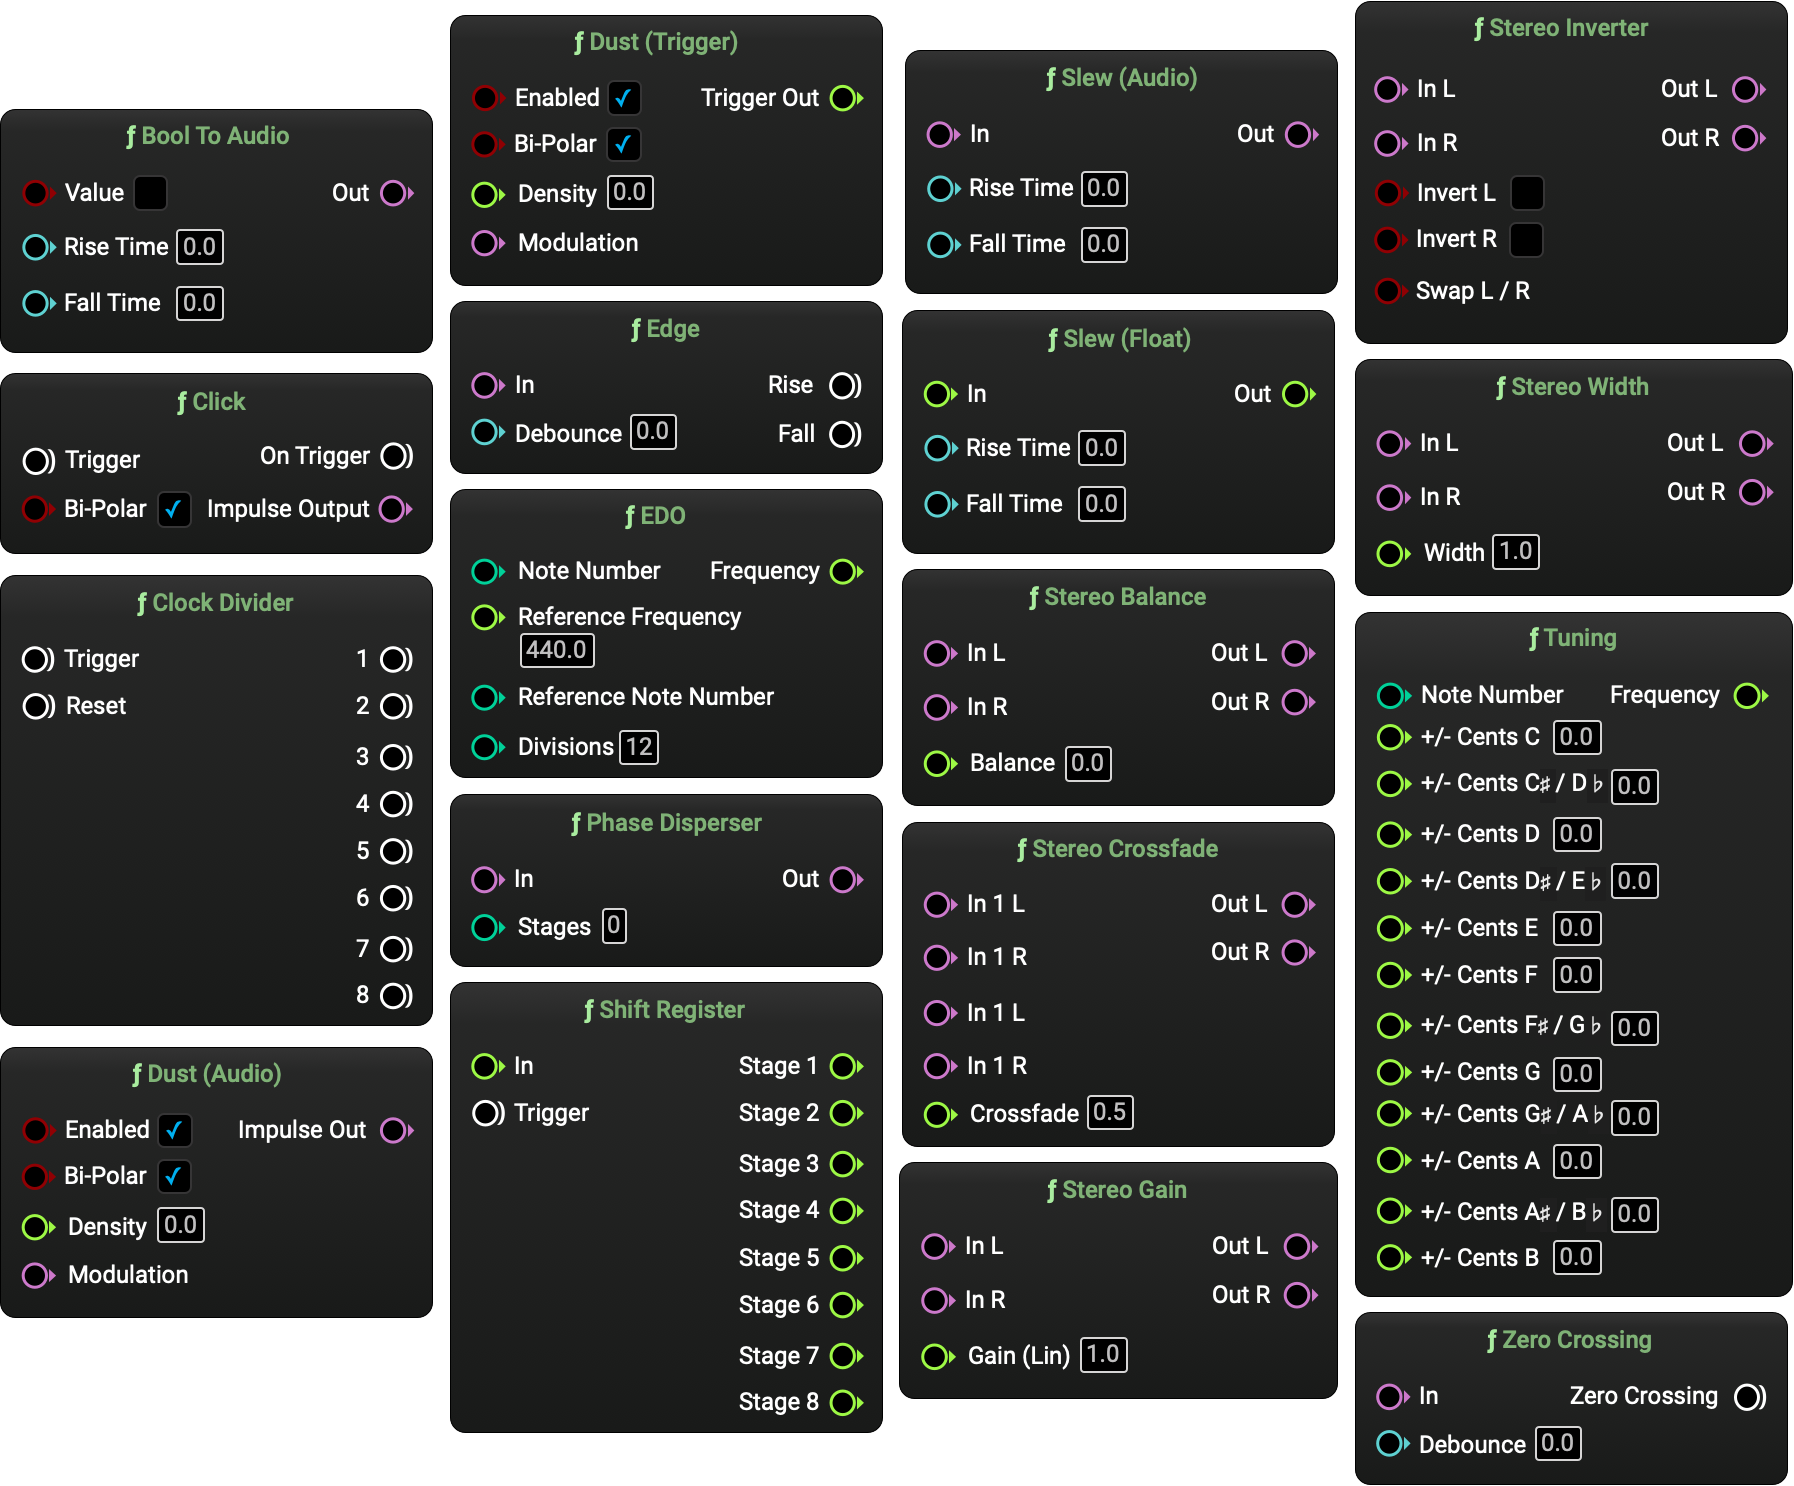 ƒ Bool To Audio
Value Out
Rise Time 0.0
Fall Time 0.0
ƒ Click
Trigger On Trigger
Bi-Polar ✓ Impulse Output
ƒ Clock Divider
Trigger 1
Reset 2
3
4
5
6
7
8
ƒ Dust (Audio)
Enabled ✓ Impulse Out
Bi-Polar ✓
Density 0.0
Modulation
ƒ Dust (Trigger)
Enabled ✓ Trigger Out
Bi-Polar ✓
Density 0.0
Modulation
ƒ Edge
In Rise
Debounce 0.0 Fall
ƒ EDO
Note Number Frequency
Reference Frequency
440.0
Reference Note Number
Divisions 12
ƒ Phase Disperser
In Out
Stages 0
ƒ Shift Register
In Stage 1
Trigger Stage 2
Stage 3
Stage 4
Stage 5
Stage 6
Stage 7
Stage 8
ƒ Slew (Audio)
In Out
Rise Time 0.0
Fall Time 0.0
ƒ Slew (Float)
In Out
Rise Time 0.0
Fall Time 0.0
ƒ Stereo Balance
In L Out L
In R Out R
Balance 0.0
ƒ Stereo Crossfade
In 1 L Out L
In 1 R Out R
In 1 L
In 1 R
Crossfade 0.5
ƒ Stereo Gain
In L Out L
In R Out R
Gain (Lin) 1.0
ƒ Stereo Inverter
In L Out L
In R Out R
Invert L
Invert R
Swap L / R
ƒ Stereo Width
In L Out L
In R Out R
Width 1.0
ƒ Tuning
Note Number Frequency
+/- Cents C 0.0
+/- Cents C♯ / D♭ 0.0
+/- Cents D 0.0
+/- Cents D♯ / E♭ 0.0
+/- Cents E 0.0
+/- Cents F 0.0
+/- Cents F♯ / G♭ 0.0
+/- Cents G 0.0
+/- Cents G♯ / A♭ 0.0
+/- Cents A 0.0
+/- Cents A♯ / B♭ 0.0
+/- Cents B 0.0
ƒ Zero Crossing
In Zero Crossing
Debounce 0.0